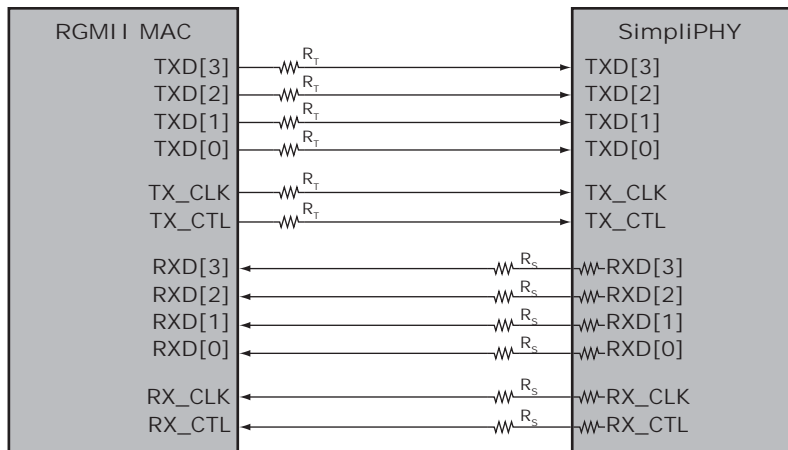 RGMII MAC SimpliPHY
TXD[3] R_T TXD[3]
TXD[2] R_T TXD[2]
TXD[1] R_T TXD[1]
TXD[0] R_T TXD[0]
TX_CLK R_T TX_CLK
TX_CTL R_T TX_CTL
RXD[3] R_S RXD[3]
RXD[2] R_S RXD[2]
RXD[1] R_S RXD[1]
RXD[0] R_S RXD[0]
RX_CLK R_S RX_CLK
RX_CTL R_S RX_CTL